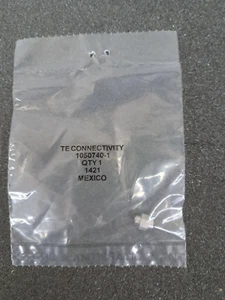 TE CONNECTIVITY
1050740-1
QTY 1
1421
MEXICO